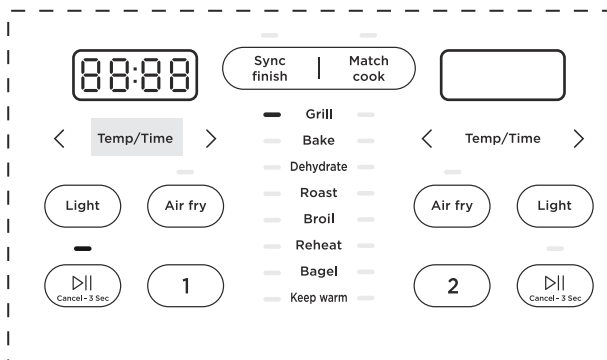 88:88
Sync finish | Match cook
< Temp/Time >
< Temp/Time >
Grill
Bake
Dehydrate
Roast
Broil
Reheat
Bagel
Keep warm
Light
Air fry
Air fry
Light
Cancel - 3 Sec
1
2
Cancel - 3 Sec